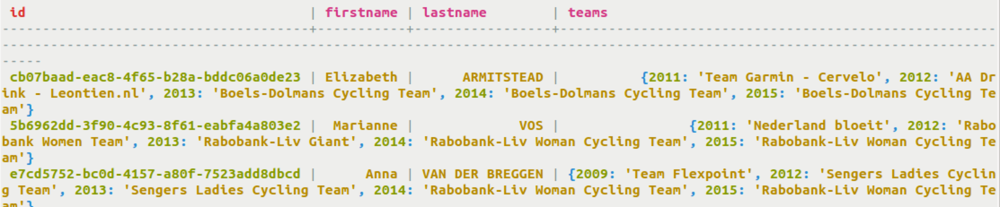 id | firstname | lastname | teams
--------------------------------------+-----------+-----------------+------------------------------------------------------
---------------------------------------------------------------------------------------------------------------------------
-----
cb07baad-eac8-4f65-b28a-bddc06a0de23 | Elizabeth | ARMITSTEAD | {2011: 'Team Garmin - Cervelo', 2012: 'AA Dr
ink - Leontien.nl', 2013: 'Boels-Dolmans Cycling Team', 2014: 'Boels-Dolmans Cycling Team', 2015: 'Boels-Dolmans Cycling Te
am'}
5b6962dd-3f90-4c93-8f61-eabfa4a803e2 | Marianne | VOS | {2011: 'Nederland bloeit', 2012: 'Rabo
bank Women Team', 2013: 'Rabobank-Liv Giant', 2014: 'Rabobank-Liv Woman Cycling Team', 2015: 'Rabobank-Liv Woman Cycling Te
am'}
e7cd5752-bc0d-4157-a80f-7523add8dbcd | Anna | VAN DER BREGGEN | {2009: 'Team Flexpoint', 2012: 'Sengers Ladies Cyclin
g Team', 2013: 'Sengers Ladies Cycling Team', 2014: 'Rabobank-Liv Woman Cycling Team', 2015: 'Rabobank-Liv Woman Cycling Te
am'}